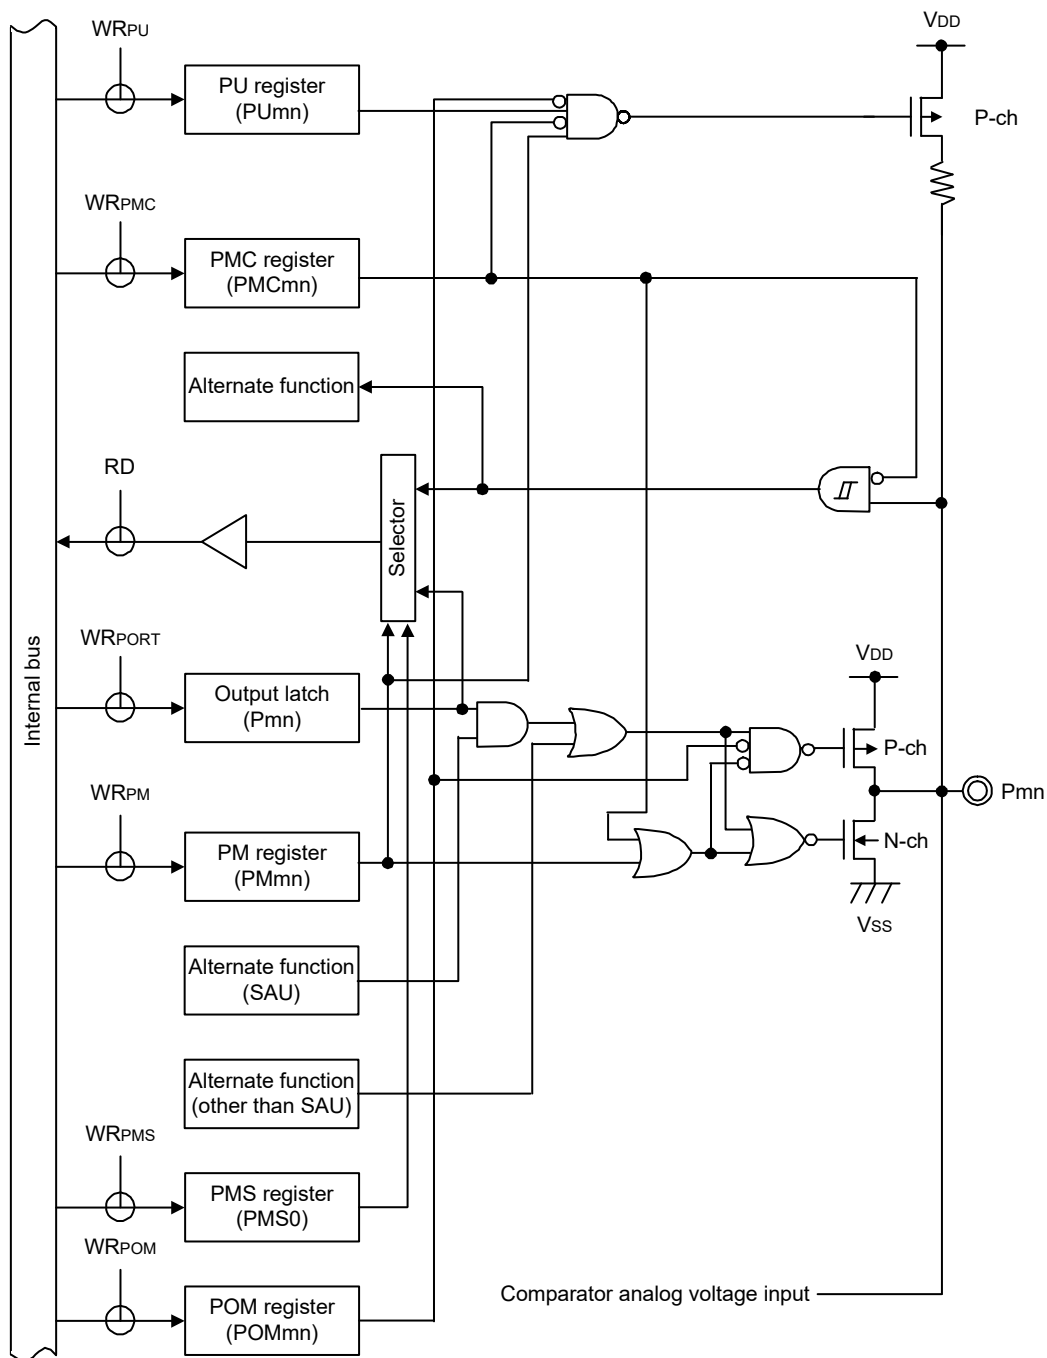 WRPU
PU register
(PUmn)
VDD
P-ch
WRPMC
PMC register
(PMCmn)
Alternate function
RD
Selector
Internal bus
WRPORT
Output latch
(Pmn)
VDD
P-ch
Pmn
N-ch
VSS
WRPM
PM register
(PMmn)
Alternate function
(SAU)
Alternate function
(other than SAU)
WRPMS
PMS register
(PMS0)
WRPOM
POM register
(POMmn)
Comparator analog voltage input